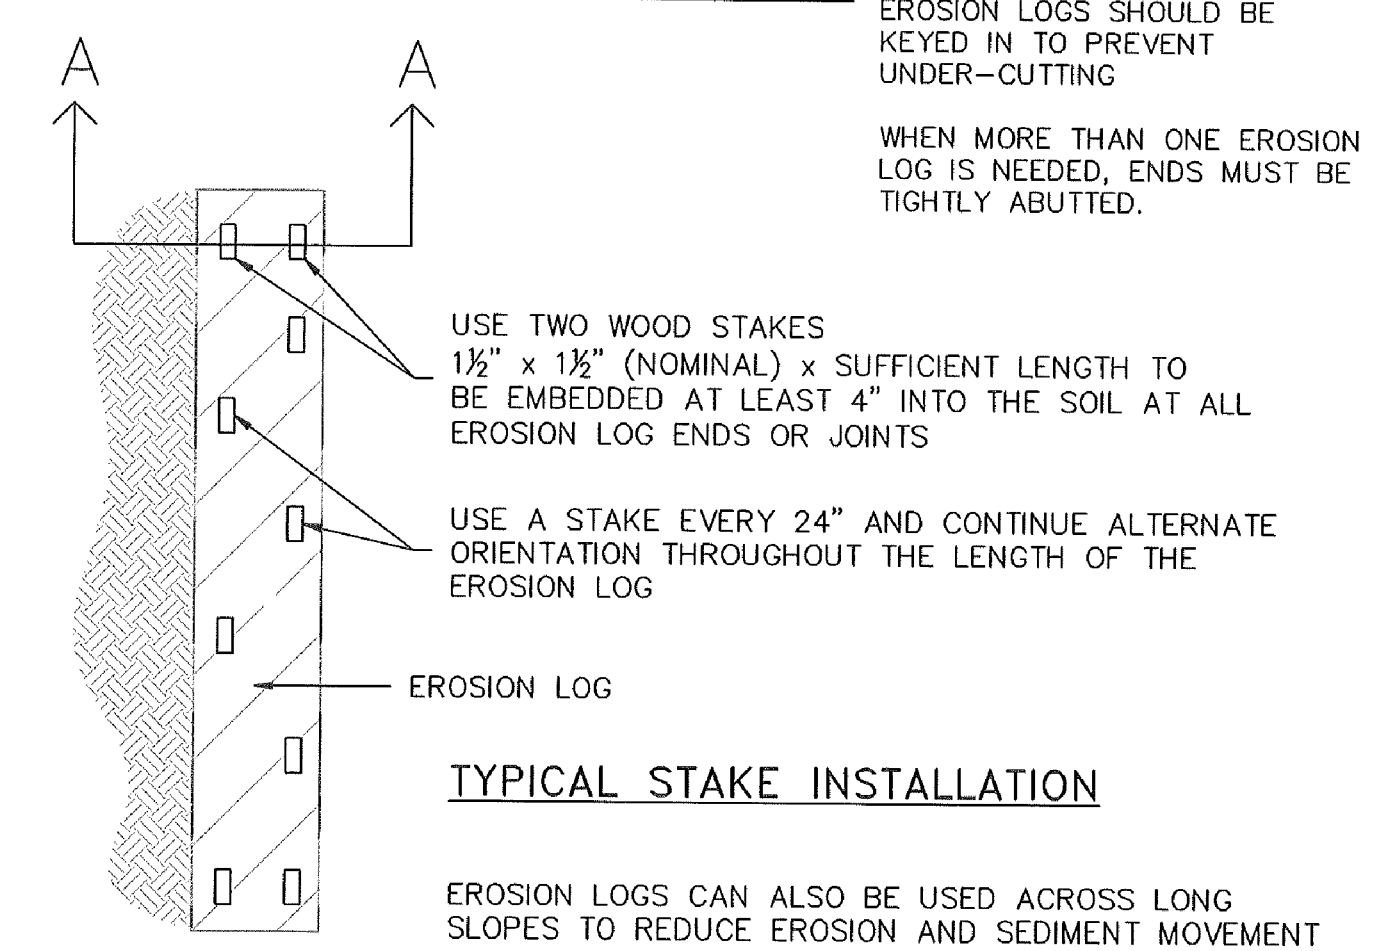 A A
EROSION LOGS SHOULD BE
KEYED IN TO PREVENT
UNDER-CUTTING
WHEN MORE THAN ONE EROSION
LOG IS NEEDED, ENDS MUST BE
TIGHTLY ABUTTED.
USE TWO WOOD STAKES
1½" x 1½" (NOMINAL) x SUFFICIENT LENGTH TO
BE EMBEDDED AT LEAST 4" INTO THE SOIL AT ALL
EROSION LOG ENDS OR JOINTS
USE A STAKE EVERY 24" AND CONTINUE ALTERNATE
ORIENTATION THROUGHOUT THE LENGTH OF THE
EROSION LOG
EROSION LOG
TYPICAL STAKE INSTALLATION
EROSION LOGS CAN ALSO BE USED ACROSS LONG
SLOPES TO REDUCE EROSION AND SEDIMENT MOVEMENT